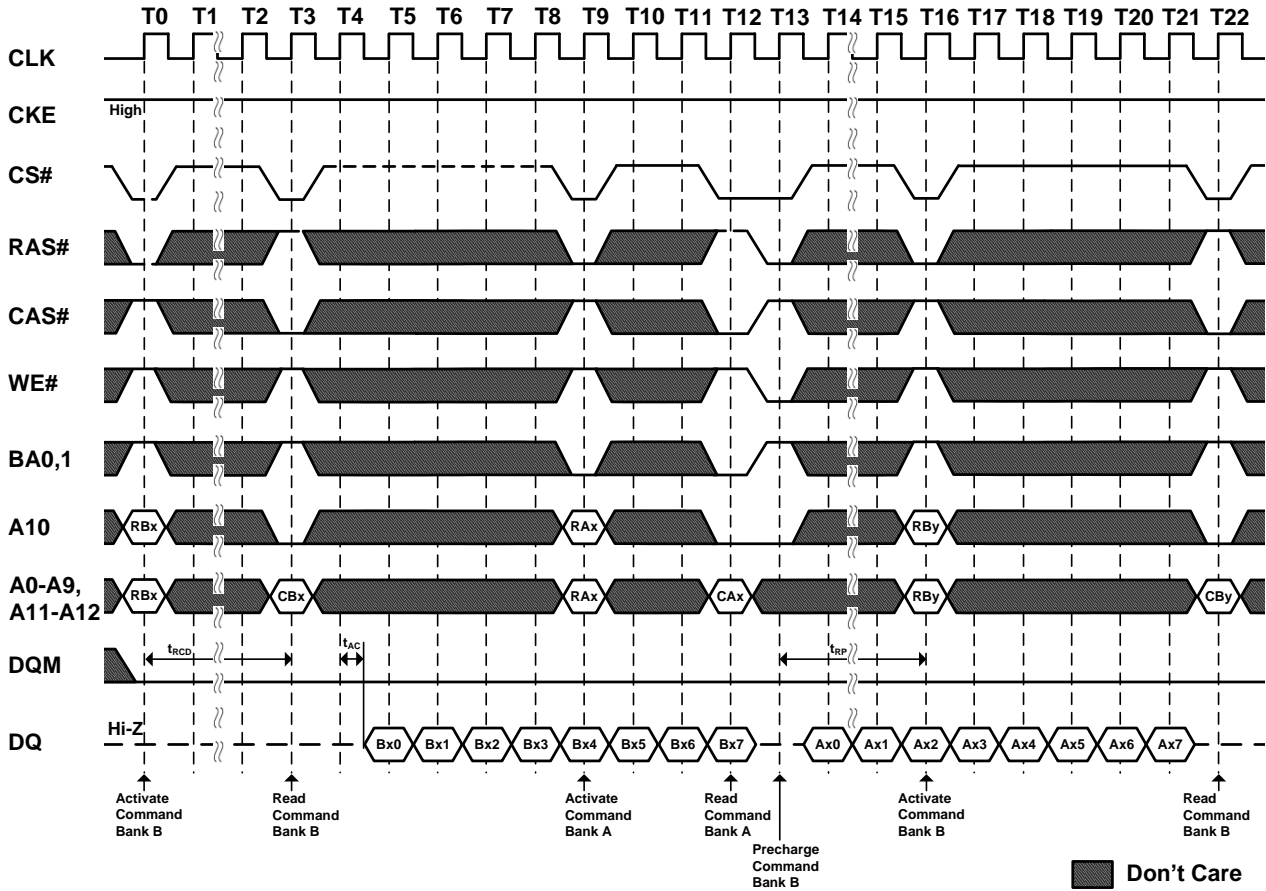 T0 T1 T2 T3 T4 T5 T6 T7 T8 T9 T10 T11 T12 T13 T14 T15 T16 T17 T18 T19 T20 T21 T22
CLK
CKE
High
CS#
RAS#
CAS#
WE#
BA0,1
A10
RBx RAx RBy
A0-A9,
A11-A12
RBx CBx RAx CAx RBy CBy
DQM
tRCD tAC tRP
DQ
Hi-Z
Bx0 Bx1 Bx2 Bx3 Bx4 Bx5 Bx6 Bx7 Ax0 Ax1 Ax2 Ax3 Ax4 Ax5 Ax6 Ax7
Activate
Command
Bank B
Read
Command
Bank B
Activate
Command
Bank A
Read
Command
Bank A
Precharge
Command
Bank B
Activate
Command
Bank B
Read
Command
Bank B
Don't Care